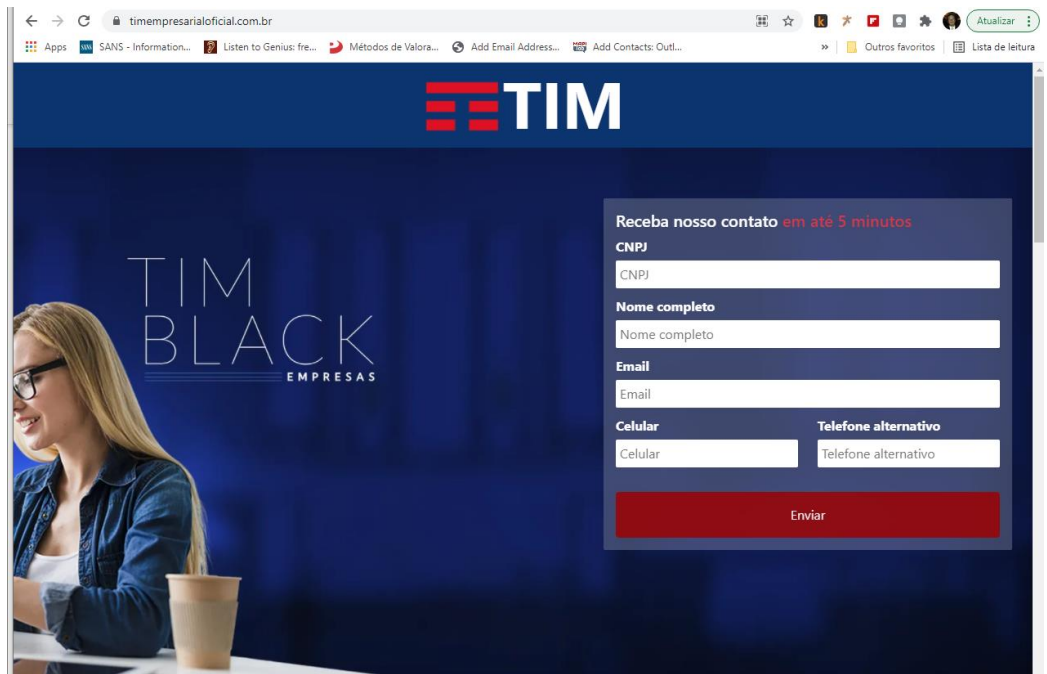 timempresarialoficial.com.br
Atualizar
Apps
SANS - Information...
Listen to Genius: fre...
Métodos de Valora...
Add Email Address...
Add Contacts: Outl...
»
Outros favoritos
Lista de leitura
TIM
Receba nosso contato em até 5 minutos
CNPJ
CNPJ
Nome completo
Nome completo
Email
Email
Celular
Telefone alternativo
Celular
Telefone alternativo
Enviar
TIM
BLACK
EMPRESAS